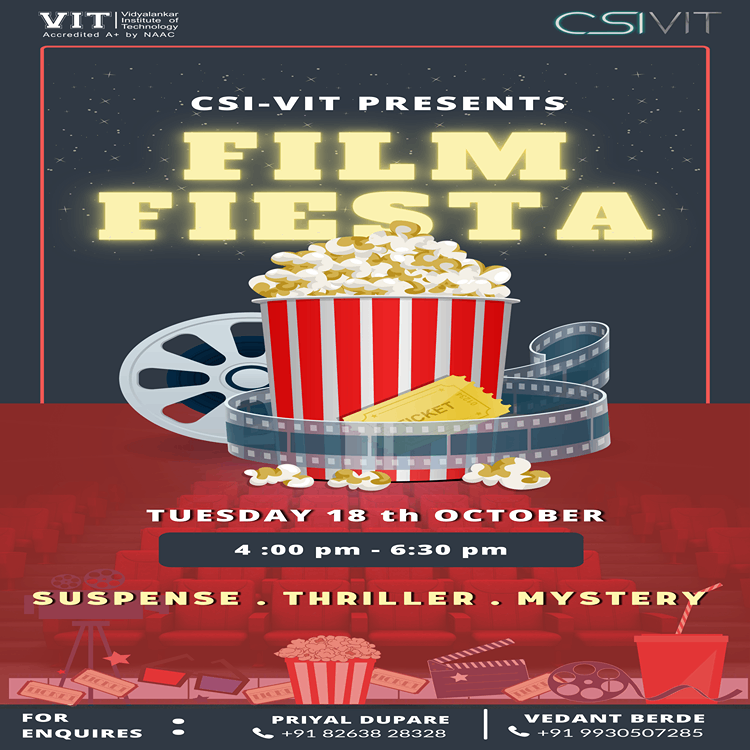 VIT
Vidyalankar
Institute of
Technology
Accredited A+ by NAAC
CSIVIT
CSI-VIT PRESENTS
FILM
FIESTA
TICKET
TUESDAY 18 th OCTOBER
4 :00 pm - 6:30 pm
SUSPENSE . THRILLER . MYSTERY
FOR
ENQUIRES :
PRIYAL DUPARE
+91 82638 28328
VEDANT BERDE
+91 9930507285